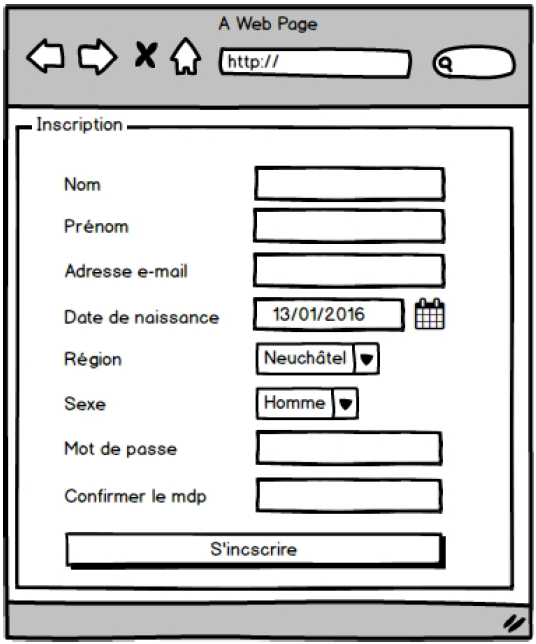 A Web Page
http://
Inscription
Nom
Prénom
Adresse e-mail
Date de naissance 13/01/2016
Région Neuchâtel
Sexe Homme
Mot de passe
Confirmer le mdp
S'incscrire